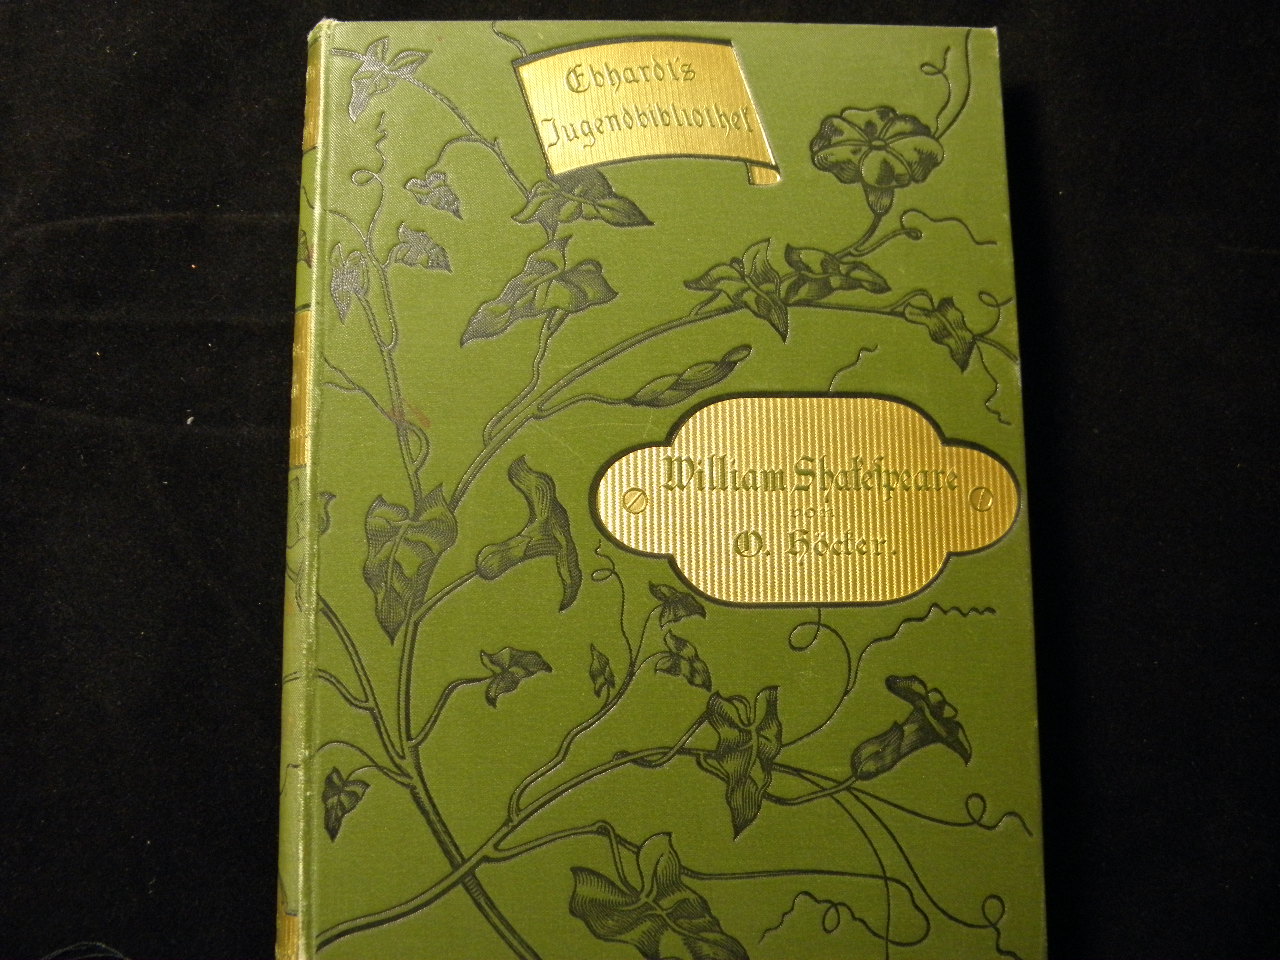 Ebhardt's
Jugendbibliothek
William Shakespeare
von
O. Höcker.